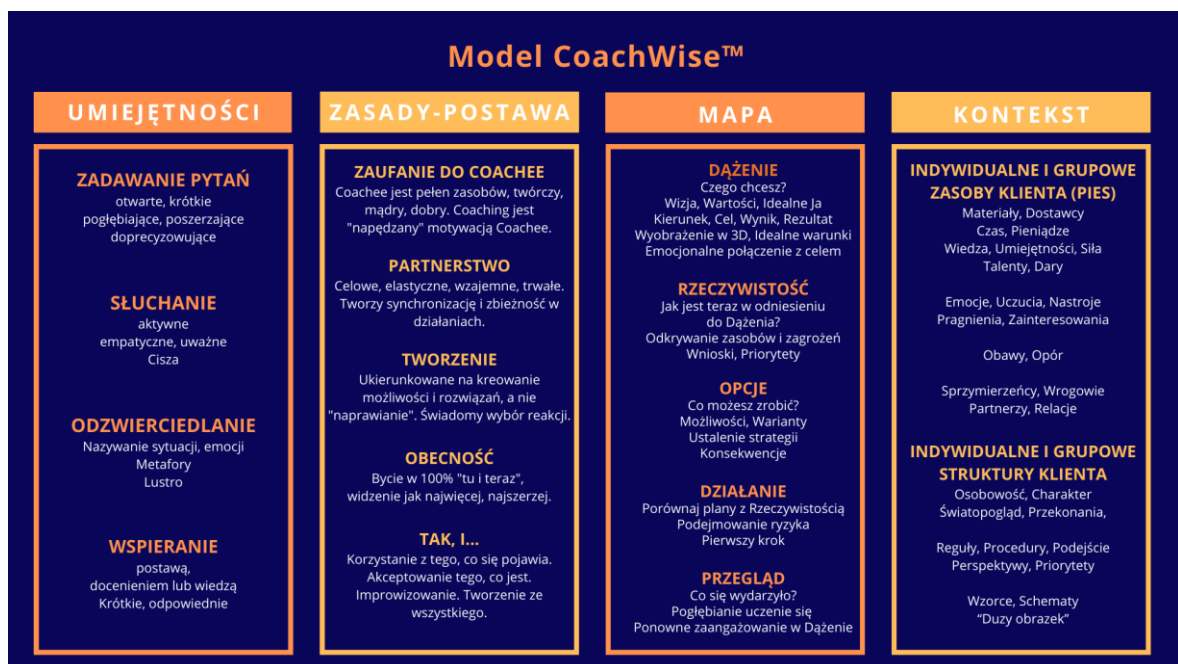 Model CoachWise™
UMIEJĘTNOŚCI
ZADAWANIE PYTAŃ
otwarte, krótkie
pogłębiające, poszerzające
doprecyzowujące
SŁUCHANIE
aktywne
empatyczne, uważne
Cisza
ODZWIERCIEDLANIE
Nazywanie sytuacji, emocji
Metafory
Lustro
WSPIERANIE
postawą,
docenieniem lub wiedzą
Krótkie, odpowiednie
ZASADY-POSTAWA
ZAUFANIE DO COACHEE
Coachee jest pełen zasobów, twórczy,
mądry, dobry. Coaching jest
"napędzany" motywacją Coachee.
PARTNERSTWO
Celowe, elastyczne, wzajemne, trwałe.
Tworzy synchronizację i zbieżność w
działaniach.
TWORZENIE
Ukierunkowane na kreowanie
możliwości i rozwiązań, a nie
"naprawianie". Świadomy wybór reakcji.
OBECNOŚĆ
Bycie w 100% "tu i teraz",
widzenie jak najwięcej, najszerzej.
TAK, I...
Korzystanie z tego, co się pojawia.
Akceptowanie tego, co jest.
Improwizowanie. Tworzenie ze
wszystkiego.
MAPA
DĄŻENIE
Czego chcesz?
Wizja, Wartości, Idealne Ja
Kierunek, Cel, Wynik, Rezultat
Wyobrażenie w 3D, Idealne warunki
Emocjonalne połączenie z celem
RZECZYWISTOŚĆ
Jak jest teraz w odniesieniu
do Dążenia?
Odkrywanie zasobów i zagrożeń
Wnioski, Priorytety
OPCJE
Co możesz zrobić?
Możliwości, Warianty
Ustalenie strategii
Konsekwencje
DZIAŁANIE
Porównaj plany z Rzeczywistością
Podejmowanie ryzyka
Pierwszy krok
PRZEGLĄD
Co się wydarzyło?
Pogłębianie uczenie się
Ponowne zaangażowanie w Dążenie
KONTEKST
INDYWIDUALNE I GRUPOWE
ZASOBY KLIENTA (PIES)
Materiały, Dostawcy
Czas, Pieniądze
Wiedza, Umiejętności, Siła
Talenty, Dary
Emocje, Uczucia, Nastroje
Pragnienia, Zainteresowania
Obawy, Opór
Sprzymierzeńcy, Wrogowie
Partnerzy, Relacje
INDYWIDUALNE I GRUPOWE
STRUKTURY KLIENTA
Osobowość, Charakter
Światopogląd, Przekonania,
Reguły, Procedury, Podejście
Perspektywy, Priorytety
Wzorce, Schematy
“Duzy obrazek”